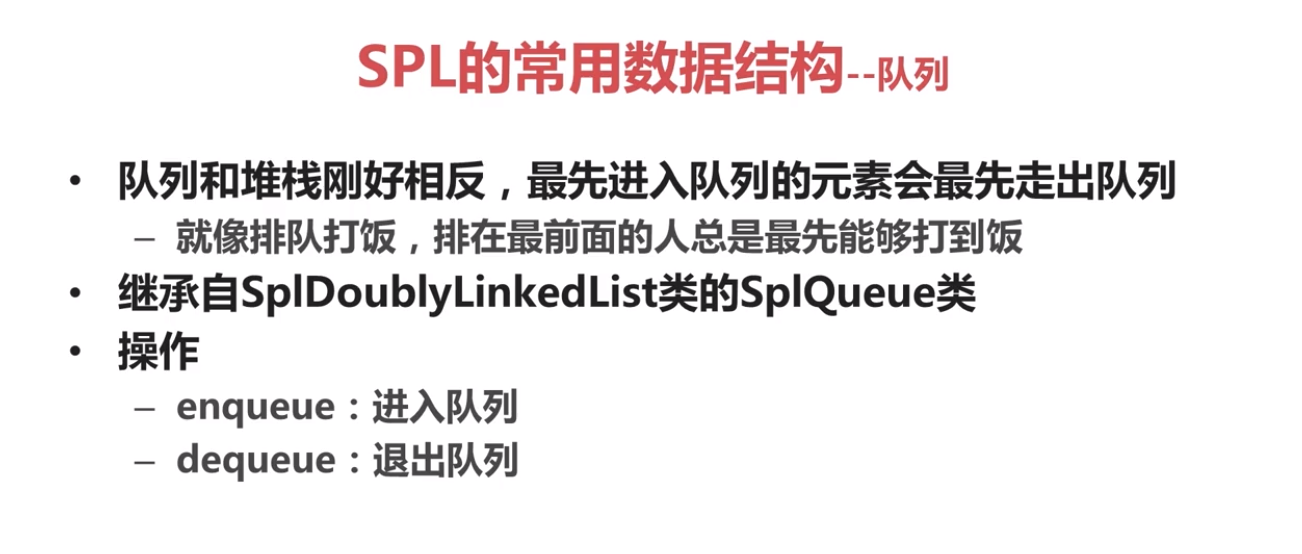 SPL的常用数据结构--队列
• 队列和堆栈刚好相反，最先进入队列的元素会最先走出队列
– 就像排队打饭，排在最前面的人总是最先能够打到饭
• 继承自SplDoublyLinkedList类的SplQueue类
• 操作
– enqueue：进入队列
– dequeue：退出队列